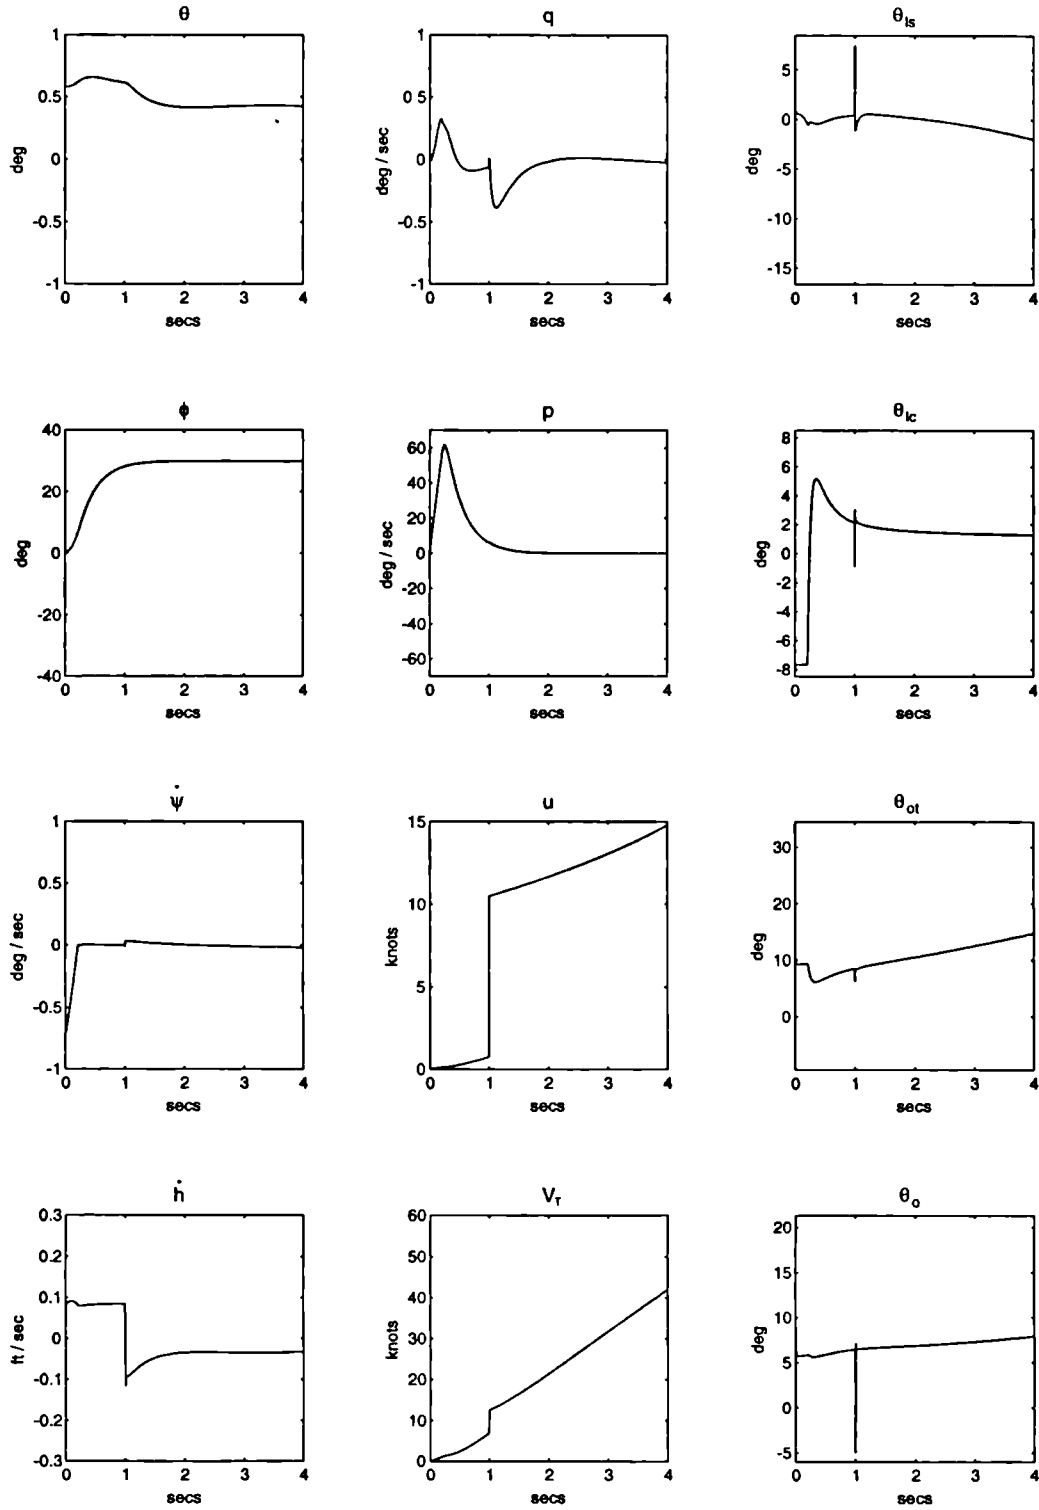 θ
1
0.5
0
-0.5
-1
deg
0 1 2 3 4
secs
q
1
0.5
0
-0.5
-1
deg / sec
0 1 2 3 4
secs
θ₁ₛ
5
0
-5
-10
-15
deg
0 1 2 3 4
secs
ϕ
40
20
0
-20
-40
deg
0 1 2 3 4
secs
p
60
40
20
0
-20
-40
-60
deg / sec
0 1 2 3 4
secs
θ₁c
8
6
4
2
0
-2
-4
-6
-8
deg
0 1 2 3 4
secs
ψ̇
1
0.5
0
-0.5
-1
deg / sec
0 1 2 3 4
secs
u
15
10
5
0
knots
0 1 2 3 4
secs
θot
30
20
10
0
deg
0 1 2 3 4
secs
ḣ
0.3
0.2
0.1
0
-0.1
-0.2
-0.3
ft / sec
0 1 2 3 4
secs
V_T
60
50
40
30
20
10
0
knots
0 1 2 3 4
secs
θo
20
15
10
5
0
-5
deg
0 1 2 3 4
secs